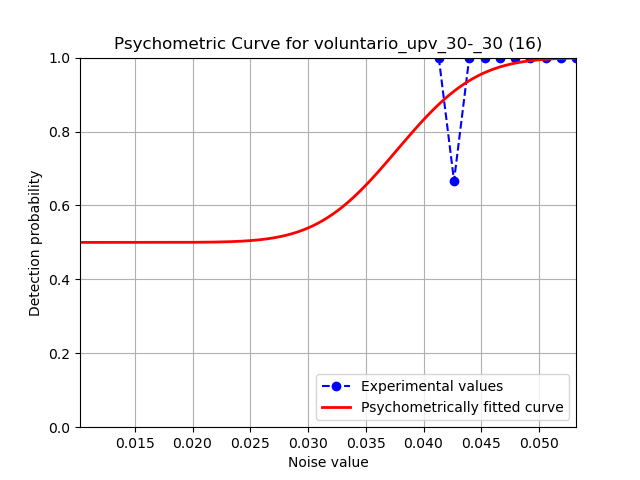 Psychometric Curve for voluntario_upv_30-_30 (16)
Detection probability
1.0
0.8
0.6
0.4
0.2
0.0
Experimental values
Psychometrically fitted curve
0.015 0.020 0.025 0.030 0.035 0.040 0.045 0.050
Noise value